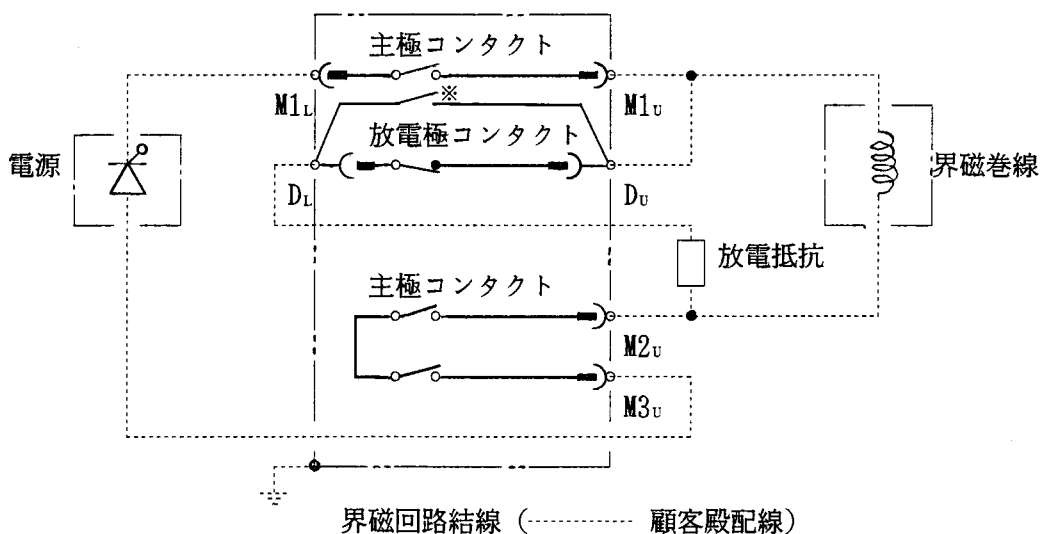 主極コンタクト
M1L
※
M1U
放電極コンタクト
電源
界磁巻線
DL
DU
放電抵抗
主極コンタクト
M2U
M3U
界磁回路結線 (--------- 顧客殿配線)